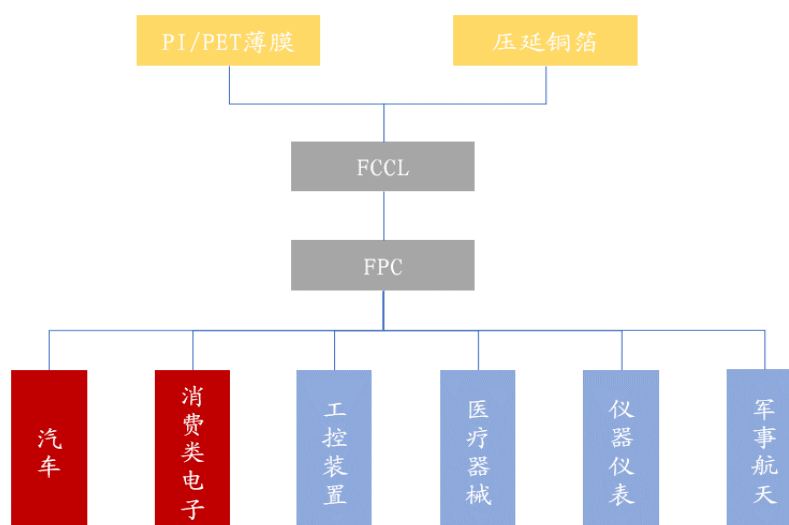 PI/PET薄膜
压延铜箔
FCCL
FPC
汽车
消费类电子
工控装置
医疗器械
仪器仪表
军事航天